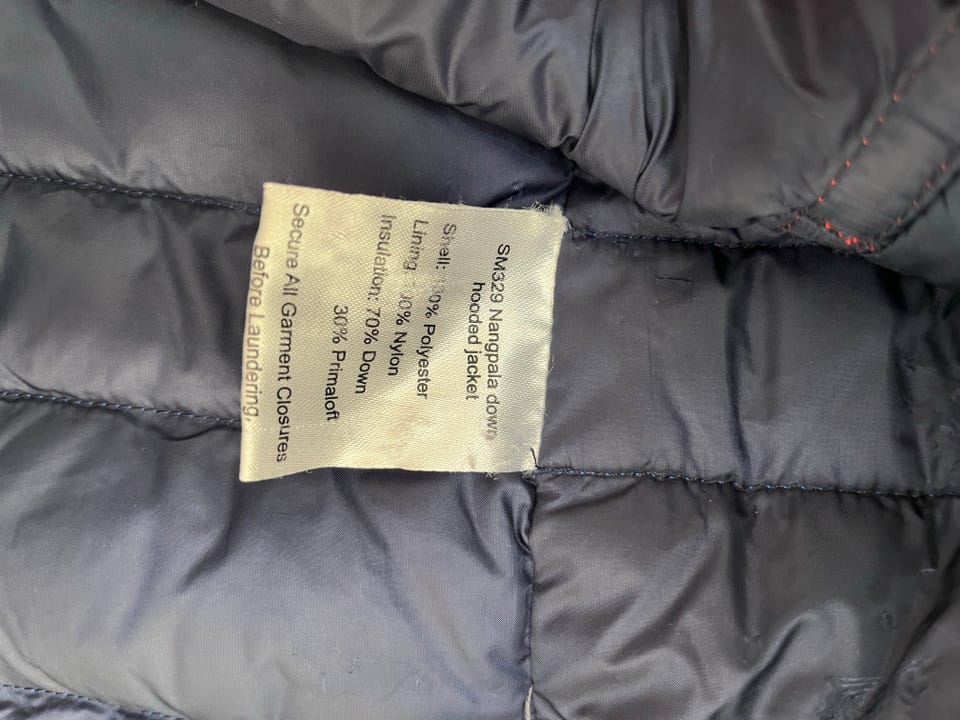 SM329 Nangpala down
hooded jacket
Shell: 100% Polyester
Lining: 100% Nylon
Insulation: 70% Down
30% Primaloft
Secure All Garment Closures
Before Laundering,